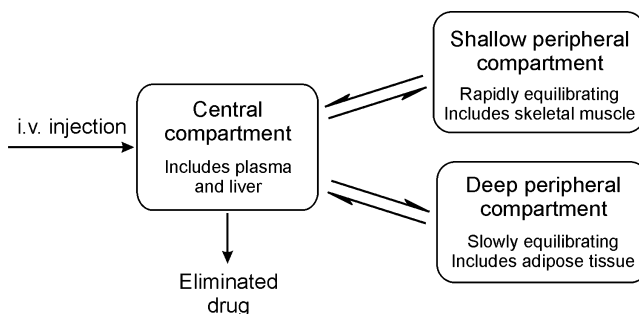 i.v. injection
Central
compartment
Includes plasma
and liver
Eliminated
drug
Shallow peripheral
compartment
Rapidly equilibrating
Includes skeletal muscle
Deep peripheral
compartment
Slowly equilibrating
Includes adipose tissue